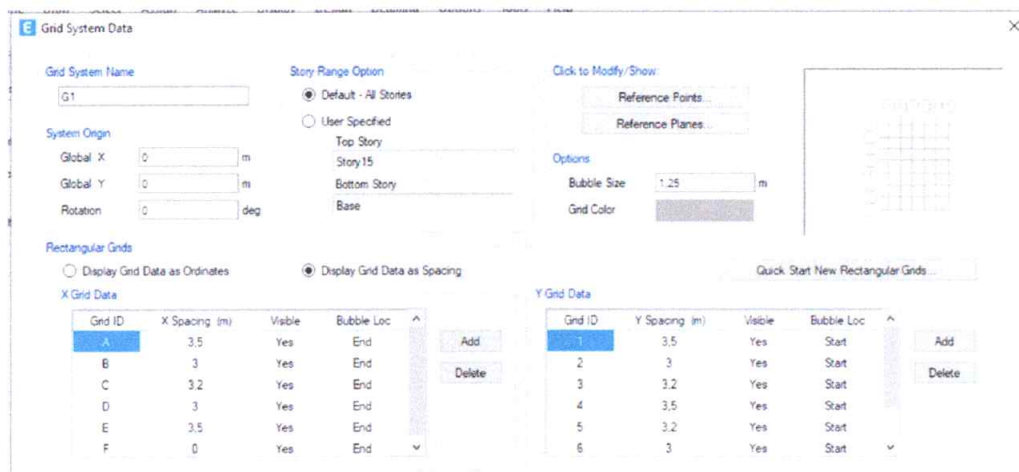 E Grid System Data
Grid System Name
G1
System Origin
Global X 0 m
Global Y 0 m
Rotation 0 deg
Story Range Option
Default - All Stories
User Specified
Top Story
Story15
Bottom Story
Base
Click to Modify/Show:
Reference Points...
Reference Planes...
Options
Bubble Size 1.25 m
Grid Color
Rectangular Grids
Display Grid Data as Ordinates
Display Grid Data as Spacing
Quick Start New Rectangular Grids...
X Grid Data
Grid ID X Spacing (m) Visible Bubble Loc
A 3.5 Yes End
B 3 Yes End
C 3.2 Yes End
D 3 Yes End
E 3.5 Yes End
F 0 Yes End
Add
Delete
Y Grid Data
Grid ID Y Spacing (m) Visible Bubble Loc
1 3.5 Yes Start
2 3 Yes Start
3 3.2 Yes Start
4 3.5 Yes Start
5 3.2 Yes Start
6 3 Yes Start
Add
Delete